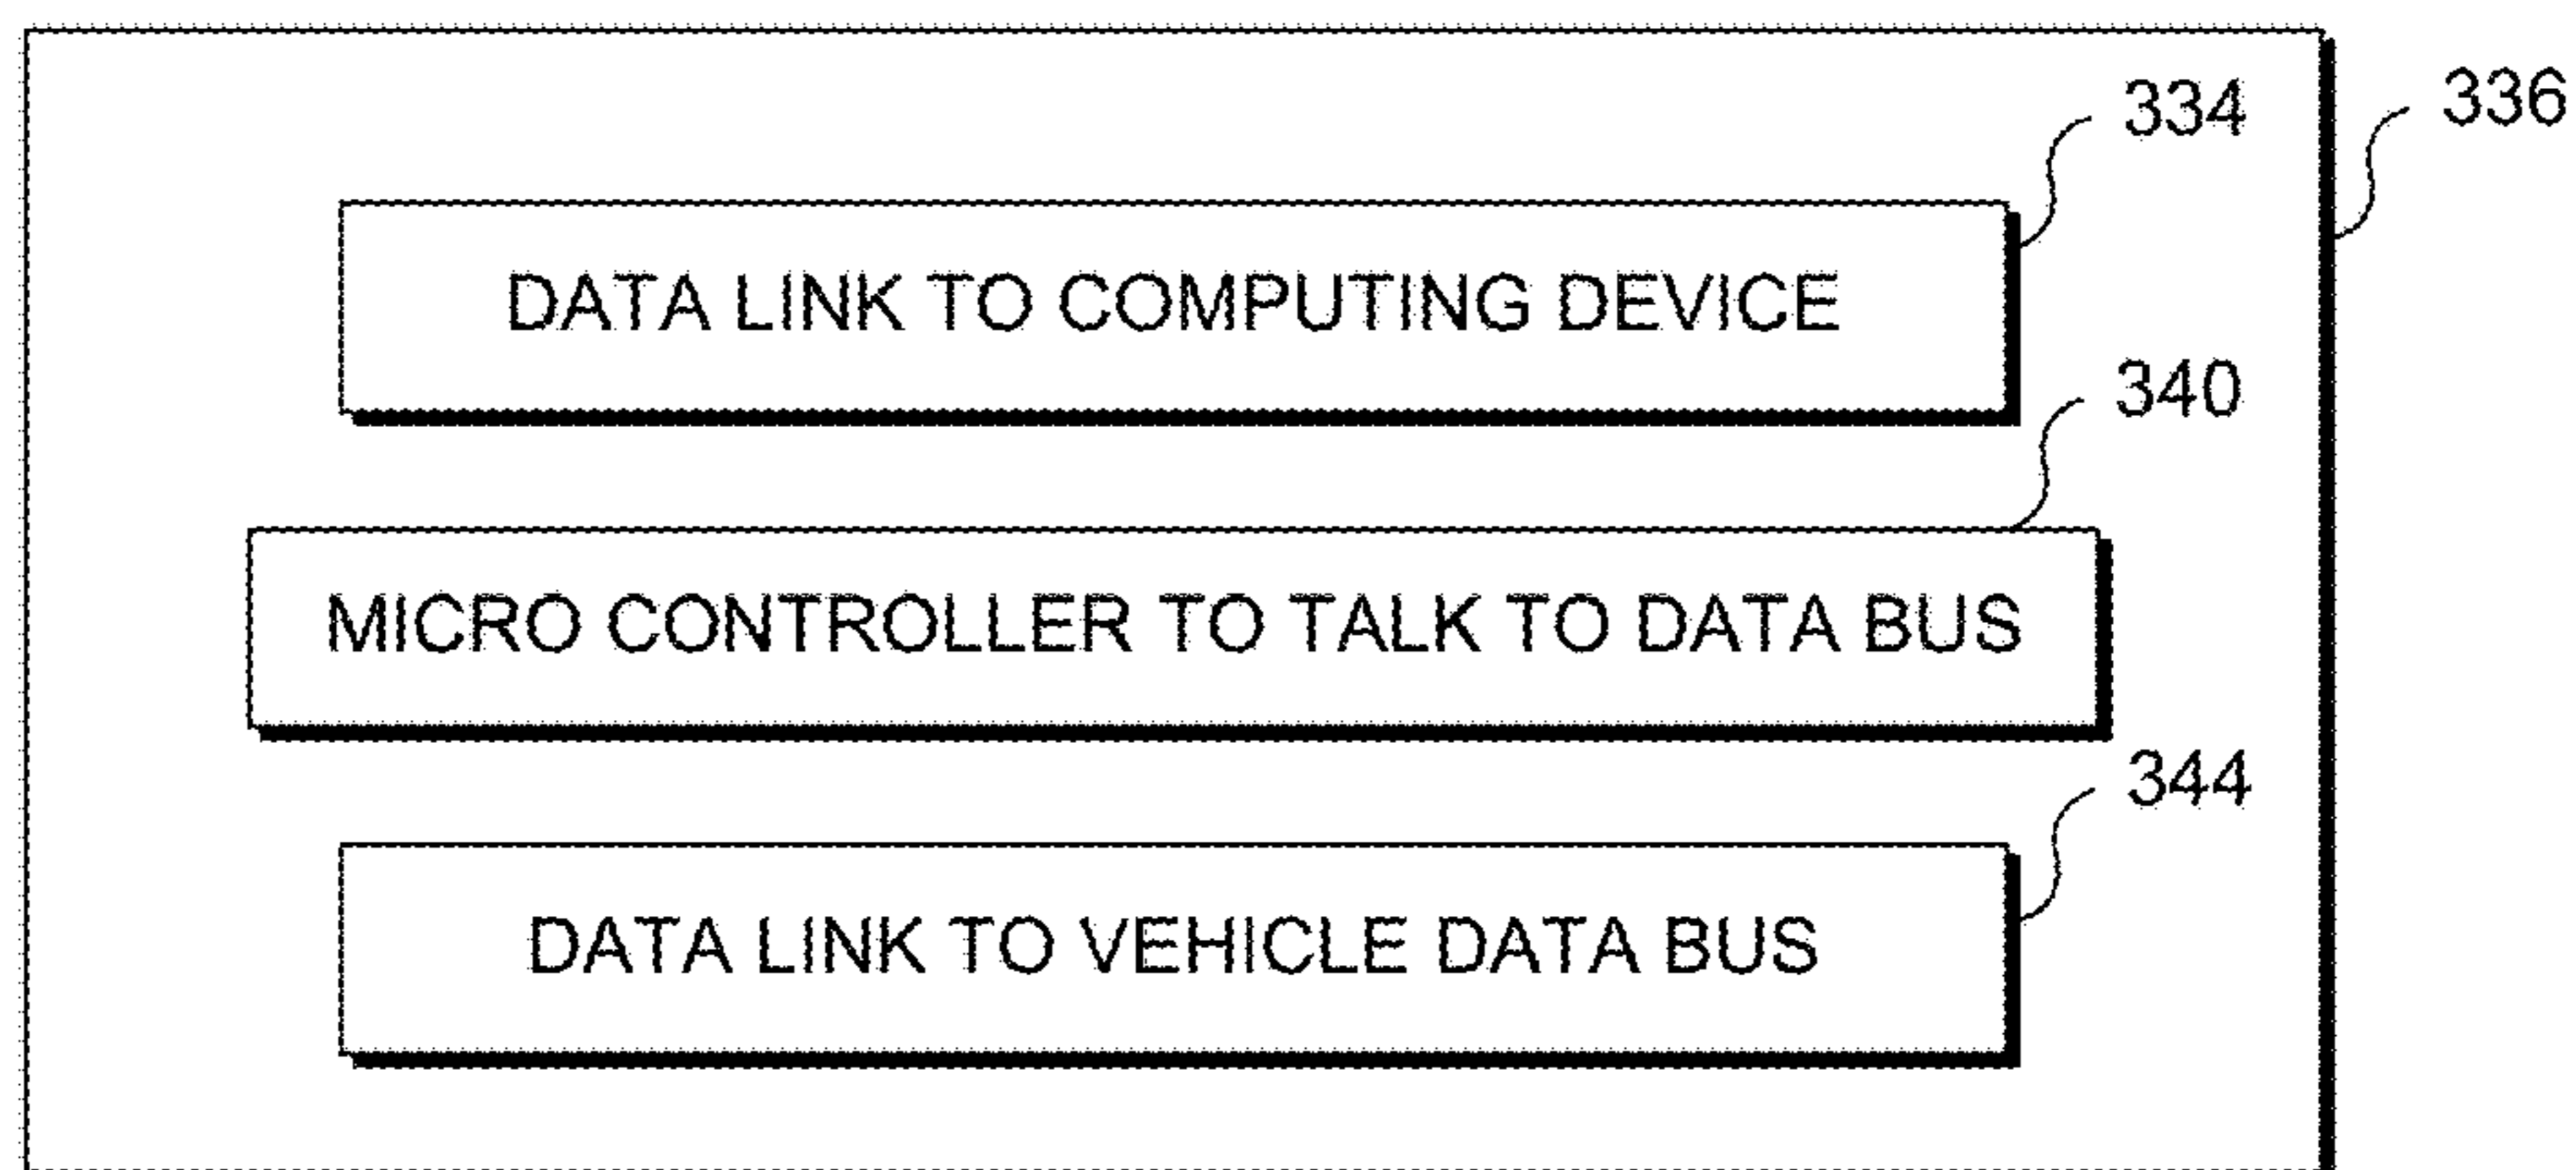 336
334
DATA LINK TO COMPUTING DEVICE
340
MICRO CONTROLLER TO TALK TO DATA BUS
344
DATA LINK TO VEHICLE DATA BUS